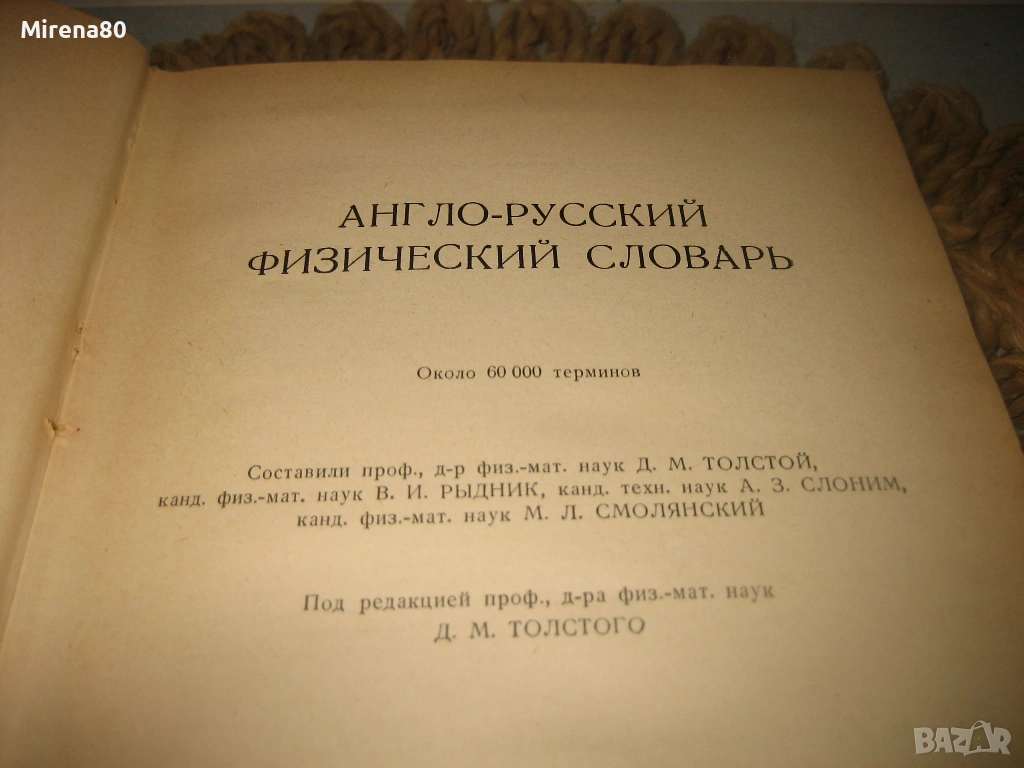 Mirena80
АНГЛО-РУССКИЙ
ФИЗИЧЕСКИЙ СЛОВАРЬ
Около 60 000 терминов
Составили проф., д-р физ.-мат. наук Д. М. ТОЛСТОЙ,
канд. физ.-мат. наук В. И. РЫДНИК, канд. техн. наук А. З. СЛОНИМ,
канд. физ.-мат. наук М. Л. СМОЛЯНСКИЙ
Под редакцией проф., д-ра физ.-мат. наук
Д. М. ТОЛСТОГО
BAZAR